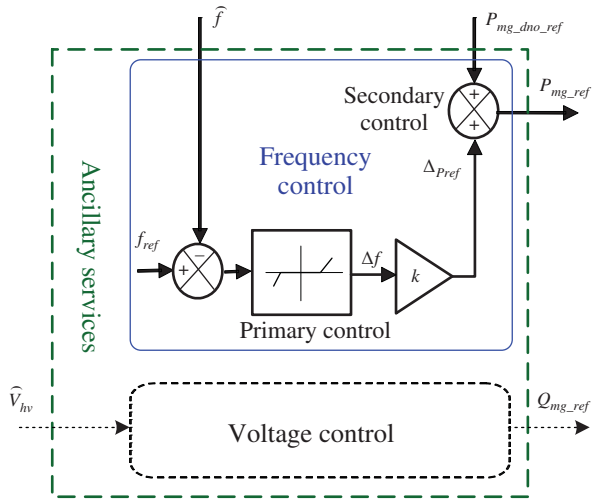 f̂
P_mg_dno_ref
P_mg_ref
Secondary
control
+
+
Frequency
control
Δ_Pref
Ancillary services
f_ref
−
+
Δf
k
Primary control
V̂_hv
Q_mg_ref
Voltage control